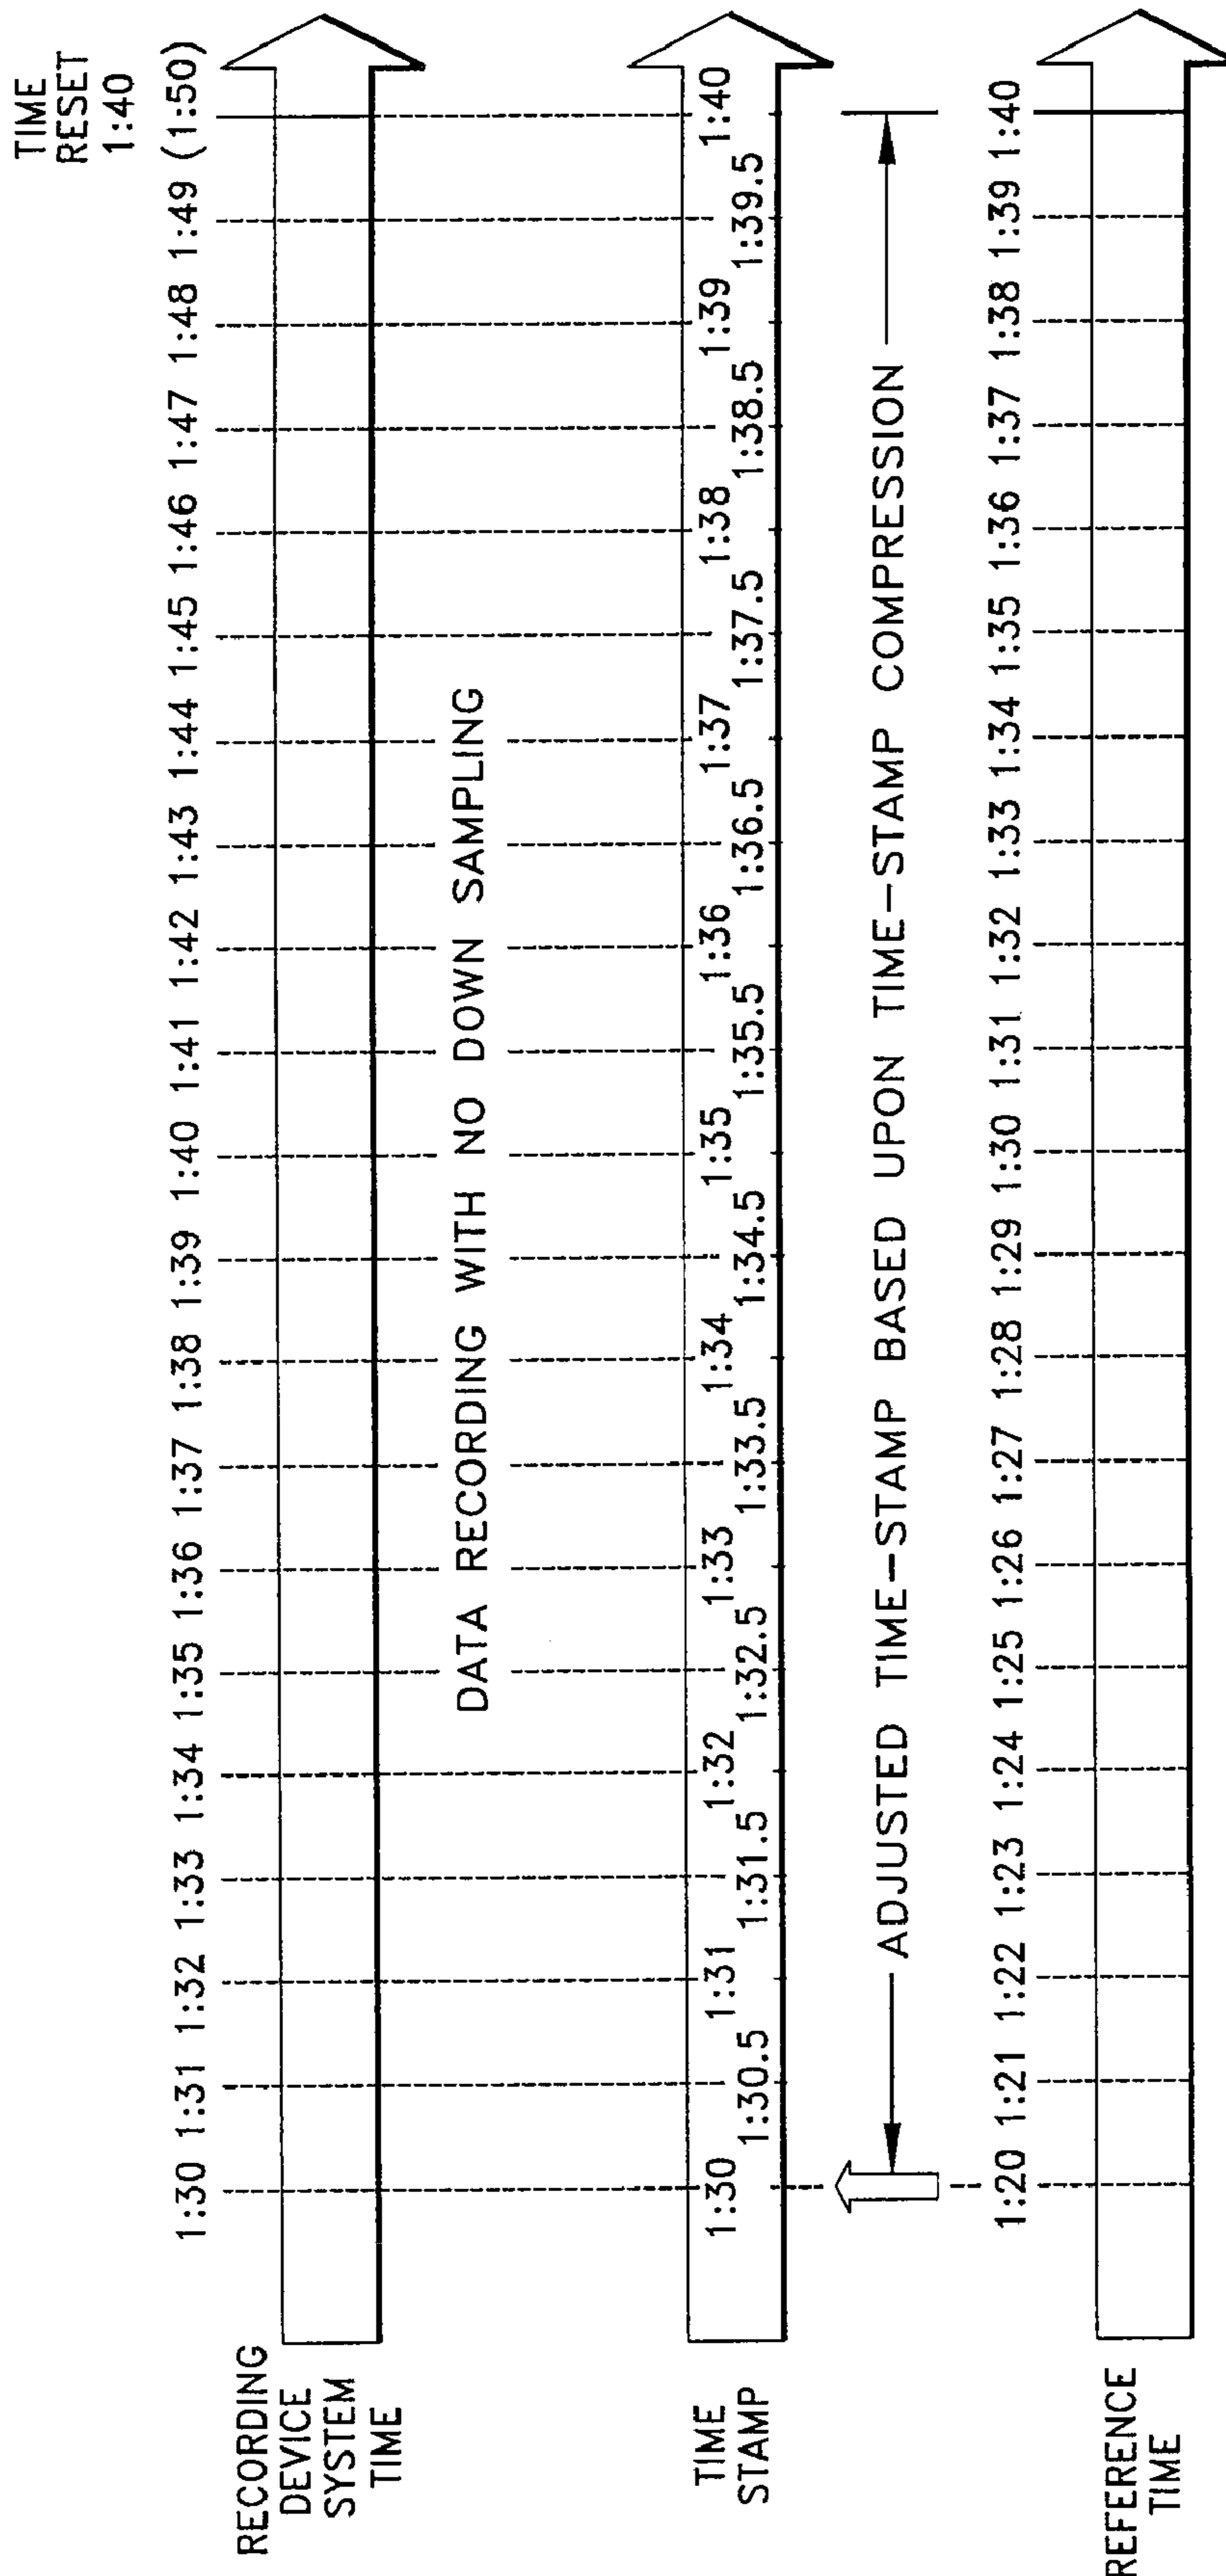 TIME
RESET
1:40
1:30 1:31 1:32 1:33 1:34 1:35 1:36 1:37 1:38 1:39 1:40 1:41 1:42 1:43 1:44 1:45 1:46 1:47 1:48 1:49 (1:50)
RECORDING
DEVICE
SYSTEM
TIME
DATA RECORDING WITH NO DOWN SAMPLING
1:30 1:31 1:32 1:33 1:34 1:35 1:36 1:37 1:38 1:39 1:40
1:30.5 1:31.5 1:32.5 1:33.5 1:34.5 1:35.5 1:36.5 1:37.5 1:38.5 1:39.5
TIME
STAMP
ADJUSTED TIME-STAMP BASED UPON TIME-STAMP COMPRESSION
1:20 1:21 1:22 1:23 1:24 1:25 1:26 1:27 1:28 1:29 1:30 1:31 1:32 1:33 1:34 1:35 1:36 1:37 1:38 1:39 1:40
REFERENCE
TIME